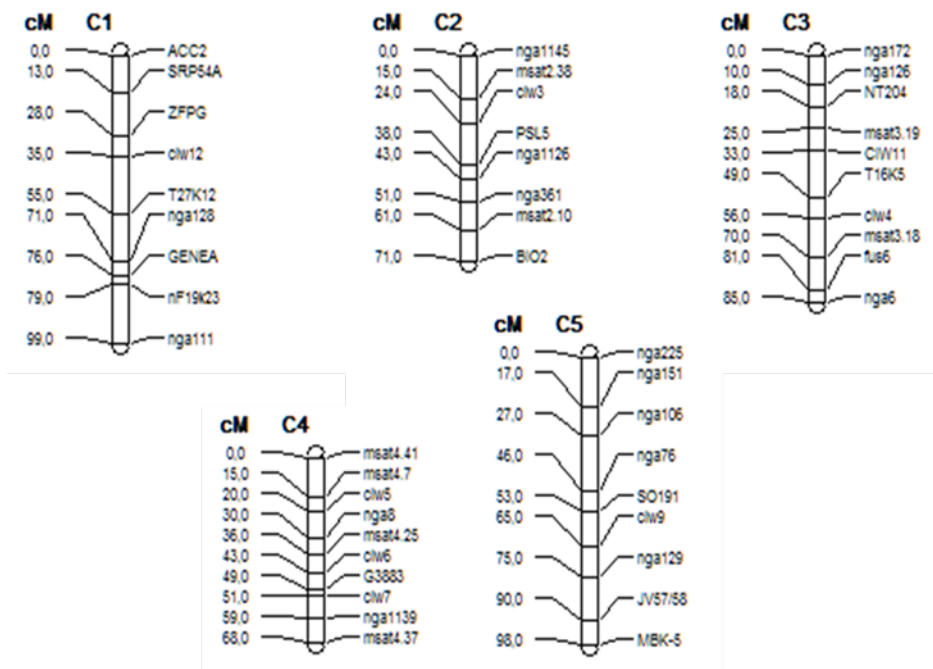 cM C1
0,0 ACC2
13,0 SRP54A
28,0 ZFPG
35,0 ciw12
55,0 T27K12
71,0 nga128
76,0 GENEA
79,0 nF19k23
99,0 nga111
cM C2
0,0 nga1145
15,0 msat2.38
24,0 ciw3
38,0 PSL5
43,0 nga1126
51,0 nga361
61,0 msat2.10
71,0 BIO2
cM C3
0,0 nga172
10,0 nga126
18,0 NT204
25,0 msat3.19
33,0 CIW11
49,0 T16K5
56,0 ciw4
70,0 msat3.18
81,0 fus6
85,0 nga6
cM C4
0,0 msat4.41
15,0 msat4.7
20,0 ciw5
30,0 nga8
36,0 msat4.25
43,0 ciw6
49,0 G3883
51,0 ciw7
59,0 nga1139
68,0 msat4.37
cM C5
0,0 nga225
17,0 nga151
27,0 nga106
46,0 nga76
53,0 SO191
65,0 ciw9
75,0 nga129
90,0 JV57/58
98,0 MBK-5